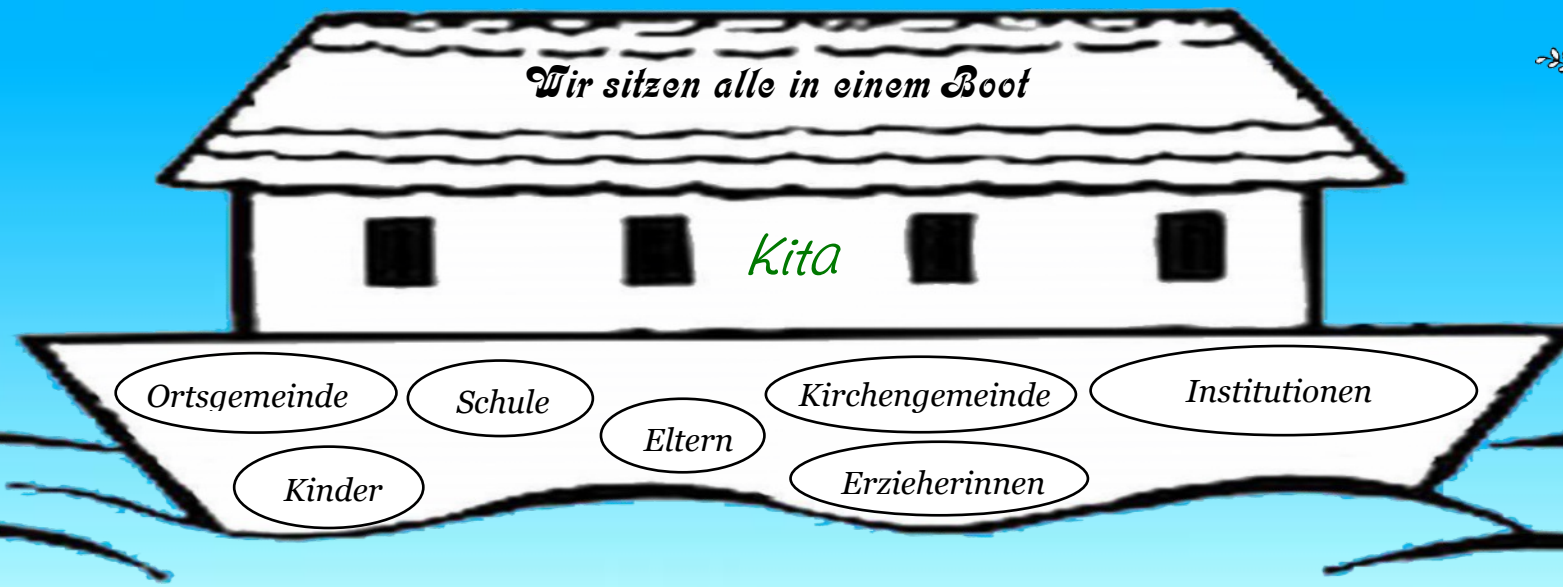 Wir sitzen alle in einem Boot
Kita
Ortsgemeinde
Schule
Kirchengemeinde
Institutionen
Eltern
Kinder
Erzieherinnen